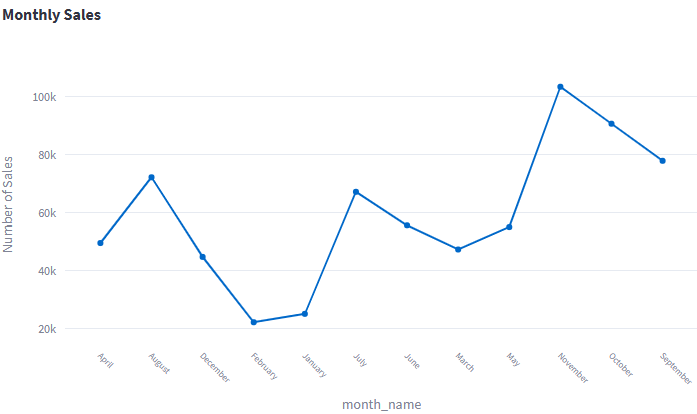 Monthly Sales
Number of Sales
100k
80k
60k
40k
20k
April
August
December
February
January
July
June
March
May
November
October
September
month_name